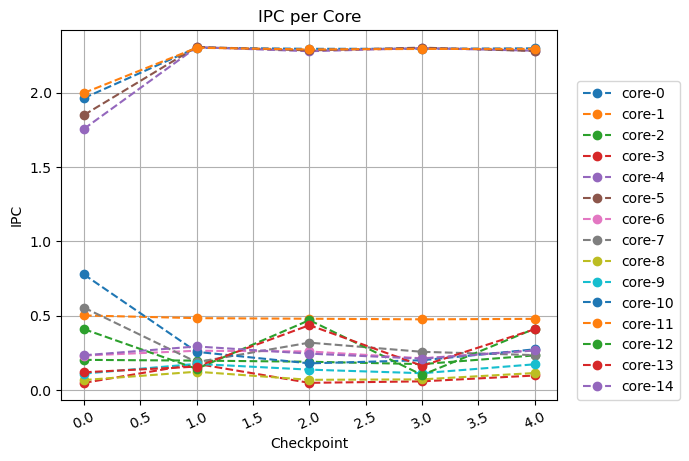 IPC per Core
IPC
2.0
1.5
1.0
0.5
0.0
0.0 0.5 1.0 1.5 2.0 2.5 3.0 3.5 4.0
Checkpoint
core-0
core-1
core-2
core-3
core-4
core-5
core-6
core-7
core-8
core-9
core-10
core-11
core-12
core-13
core-14